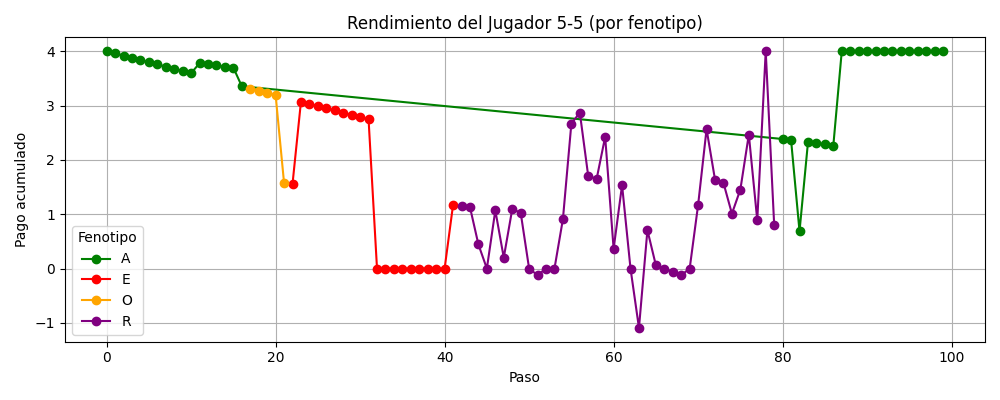 Rendimiento del Jugador 5-5 (por fenotipo)
Pago acumulado
4
3
2
1
0
−1
Fenotipo
A
E
O
R
0
20
40
60
80
100
Paso